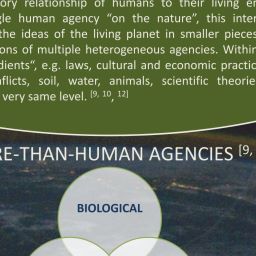 ory relationship of humans to their living en
gle human agency “on the nature”, this inter
the ideas of the living planet in smaller pieces
ons of multiple heterogeneous agencies. Within
dients“, e.g. laws, cultural and economic practic
flicts, soil, water, animals, scientific theorie
very same level. [9, 10, 12]
RE-THAN-HUMAN AGENCIES [9,
BIOLOGICAL